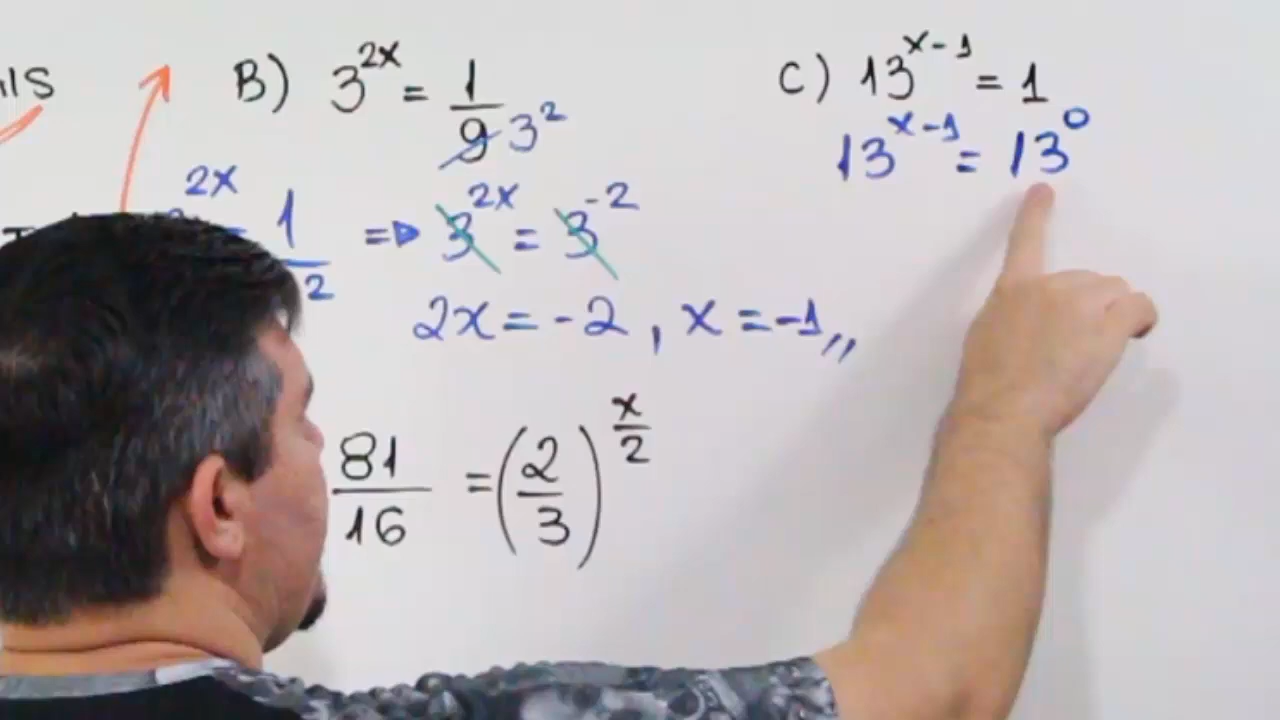 B) 3^{2x} = 1/9 3^2
2x = 1/2 => 3^{2x} = 3^{-2}
2x = -2, x = -1,,
81/16 = (2/3)^{x/2}
C) 13^{x-1} = 1
13^{x-1} = 13^0